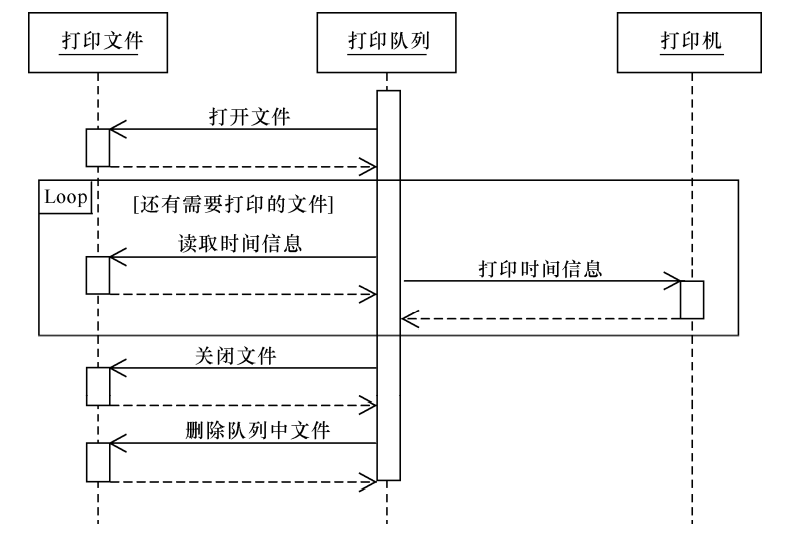 打印文件
打印队列
打印机
打开文件
Loop
[还有需要打印的文件]
读取时间信息
打印时间信息
关闭文件
删除队列中文件